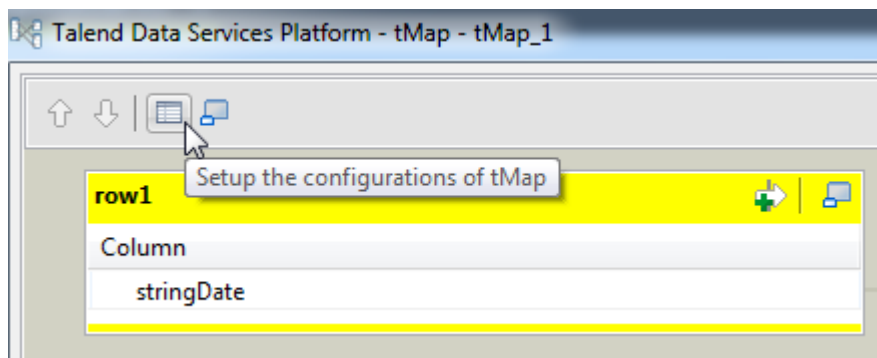 Talend Data Services Platform - tMap - tMap_1
Setup the configurations of tMap
row1
Column
stringDate